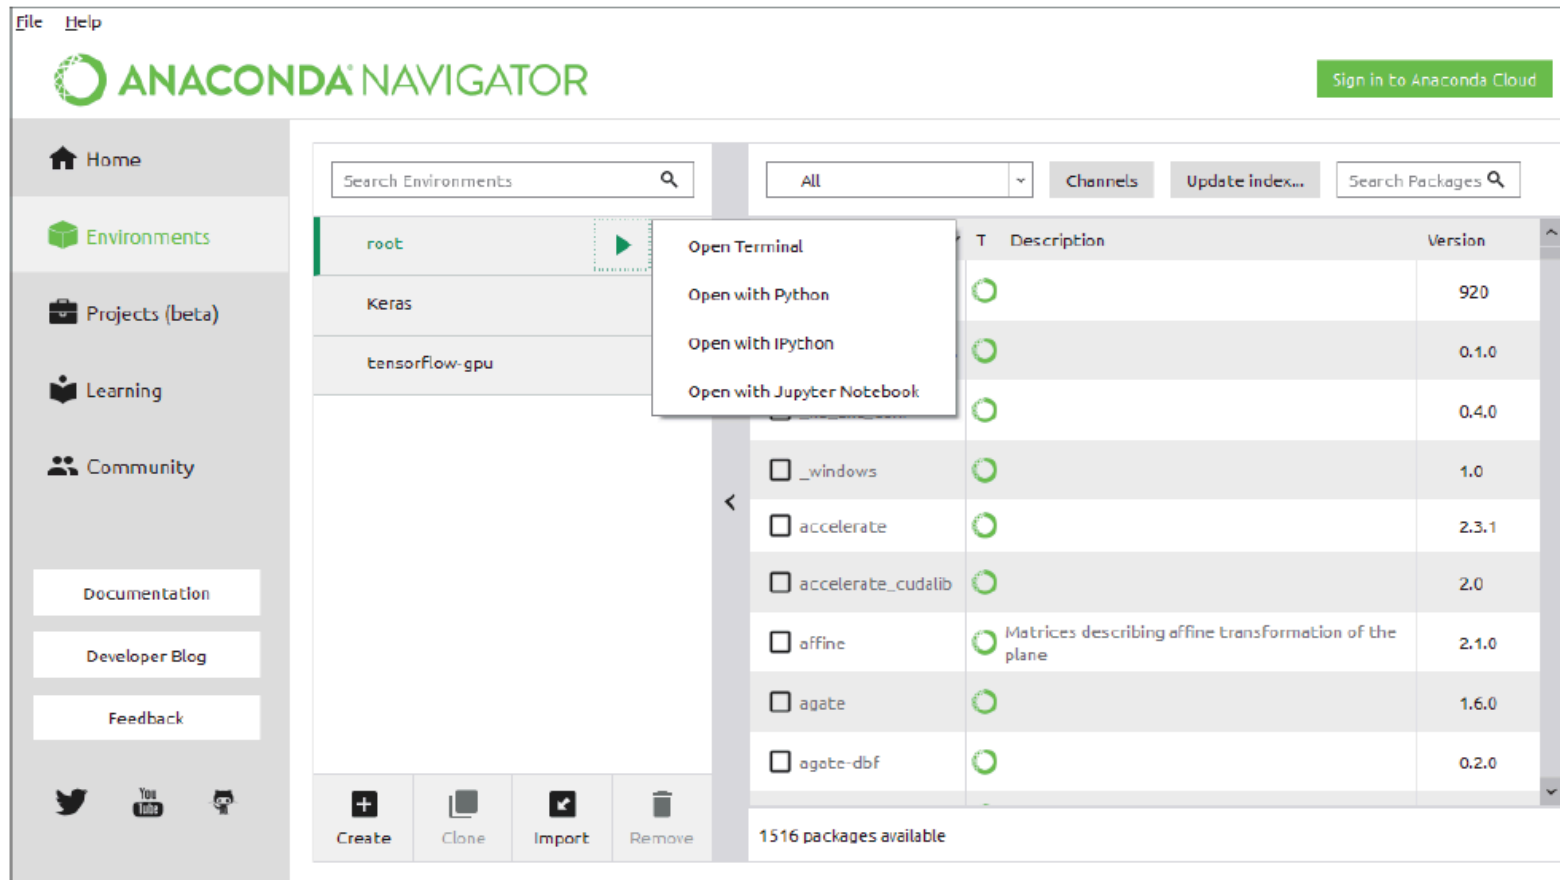 File Help
ANACONDA NAVIGATOR
Sign in to Anaconda Cloud
Home
Environments
Projects (beta)
Learning
Community
Documentation
Developer Blog
Feedback
You
Tube
Search Environments
root
Keras
tensorflow-gpu
Open Terminal
Open with Python
Open with IPython
Open with Jupyter Notebook
Create Clone Import Remove
All Channels Update index... Search Packages
T Description Version
920
0.1.0
0.4.0
_windows 1.0
accelerate 2.3.1
accelerate_cudalib 2.0
affine Matrices describing affine transformation of the
plane 2.1.0
agate 1.6.0
agate-dbf 0.2.0
1516 packages available